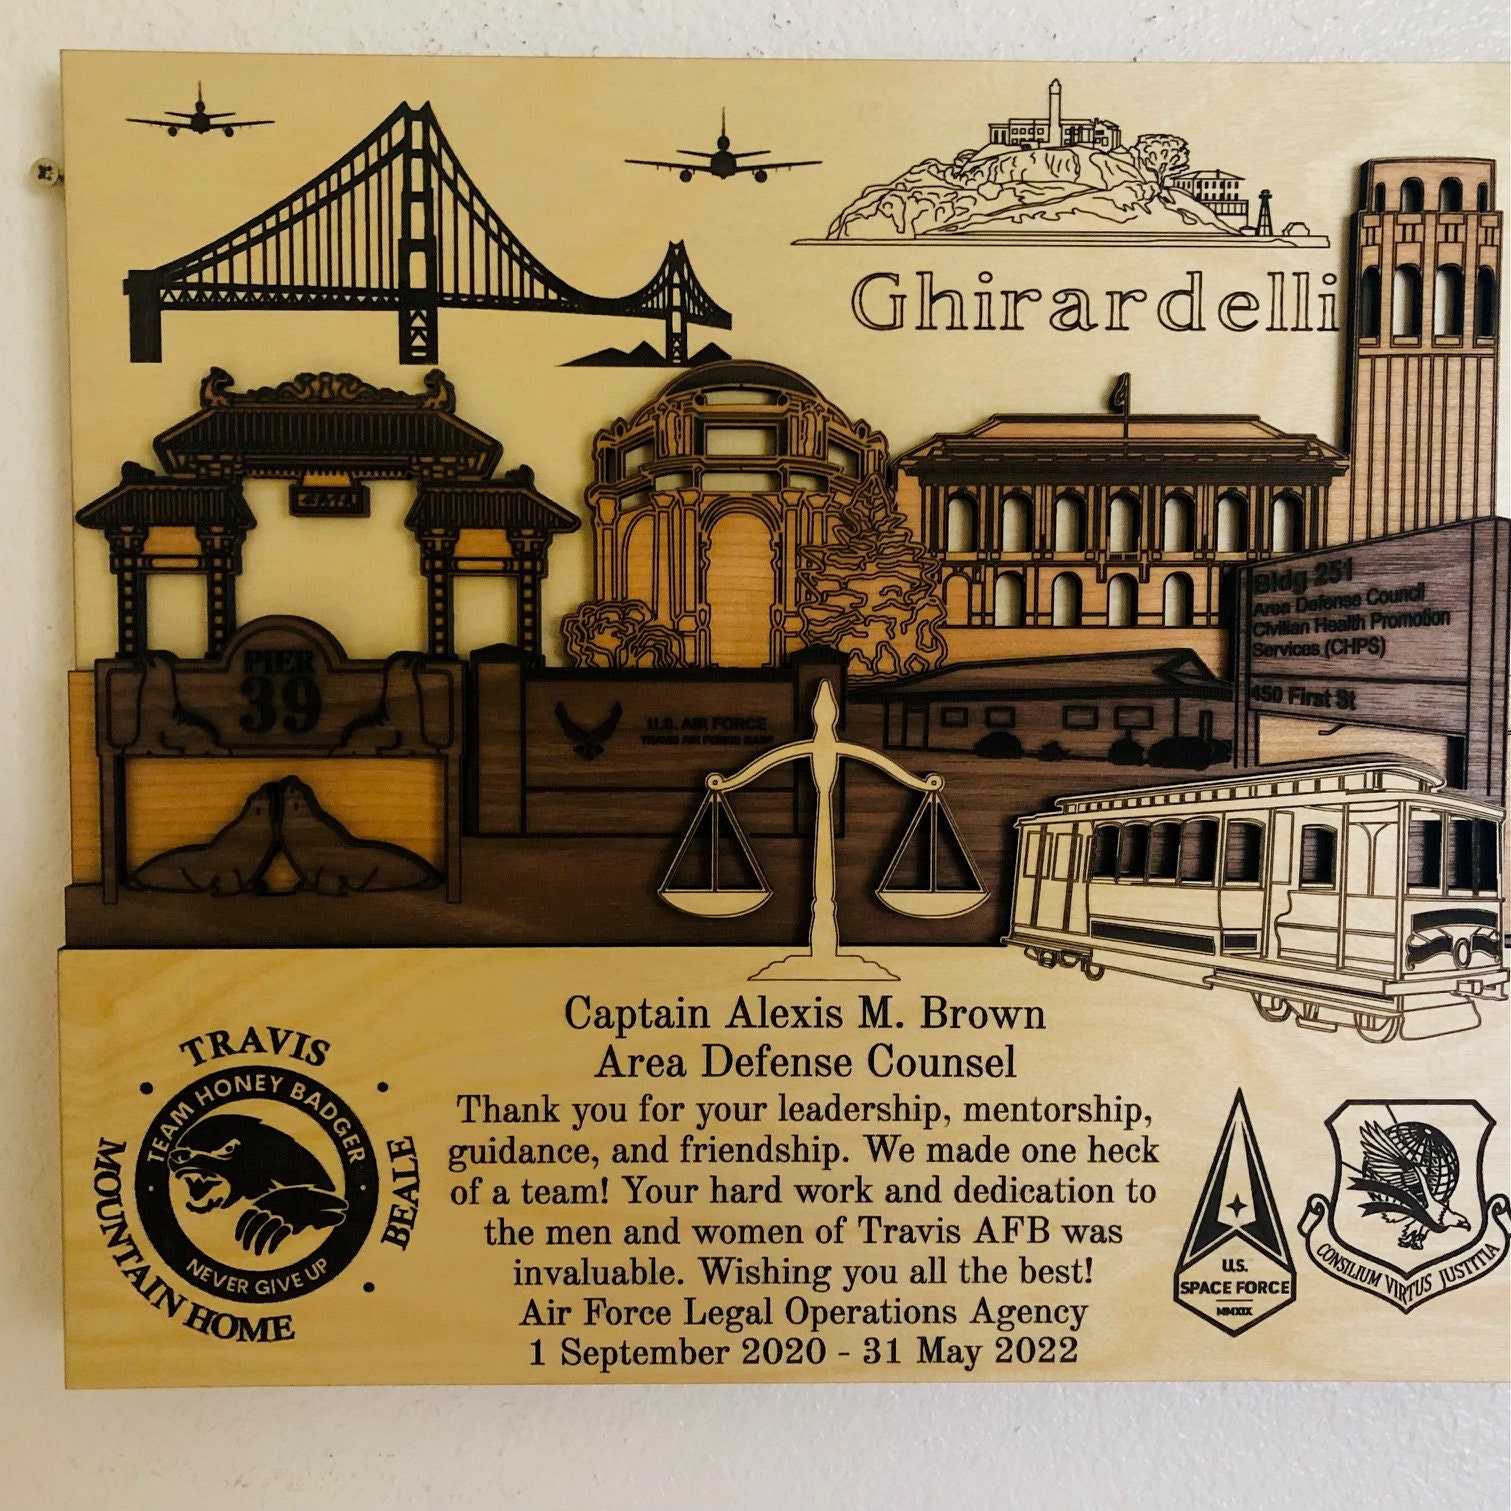 Ghirardelli
PIER
39
U.S. AIR FORCE
TRAVIS AIR FORCE BASE
Bldg 251
Area Defense Council
Civilian Health Promotion
Services (CHPS)
450 First St
Captain Alexis M. Brown
Area Defense Counsel
Thank you for your leadership, mentorship,
guidance, and friendship. We made one heck
of a team! Your hard work and dedication to
the men and women of Travis AFB was
invaluable. Wishing you all the best!
Air Force Legal Operations Agency
1 September 2020 - 31 May 2022
TRAVIS
TEAM HONEY BADGER
NEVER GIVE UP
MOUNTAIN HOME
BEALE
U.S.
SPACE FORCE
MMXIX
CONSILIUM VIRTUS JUSTITIA